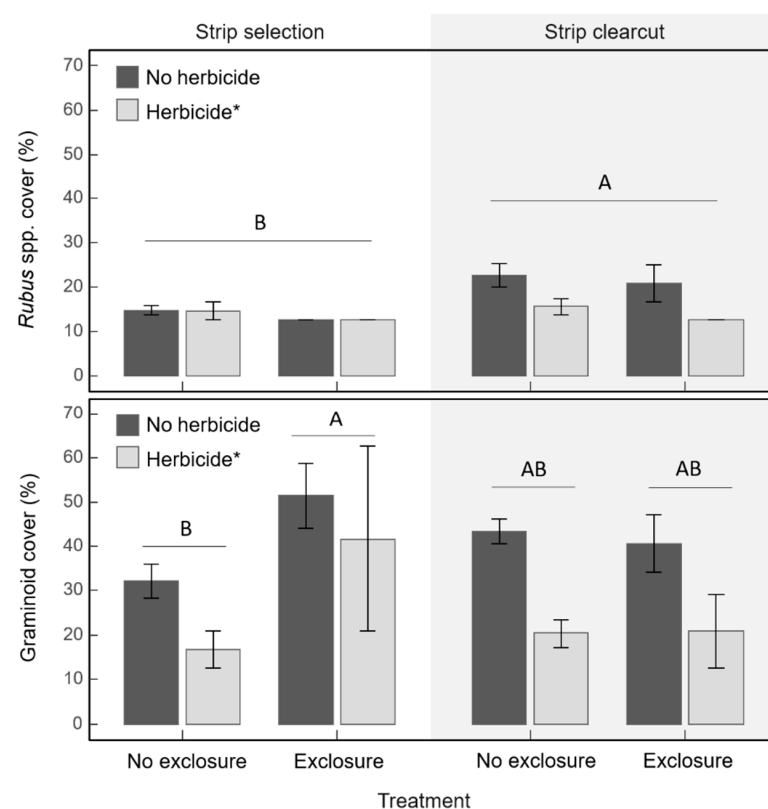 Strip selection Strip clearcut
Rubus spp. cover (%)
70
60
50
40
30
20
10
0
No herbicide
Herbicide*
B
A
Graminoid cover (%)
70
60
50
40
30
20
10
0
No herbicide
Herbicide*
B
A
AB
AB
No exclosure Exclosure No exclosure Exclosure
Treatment